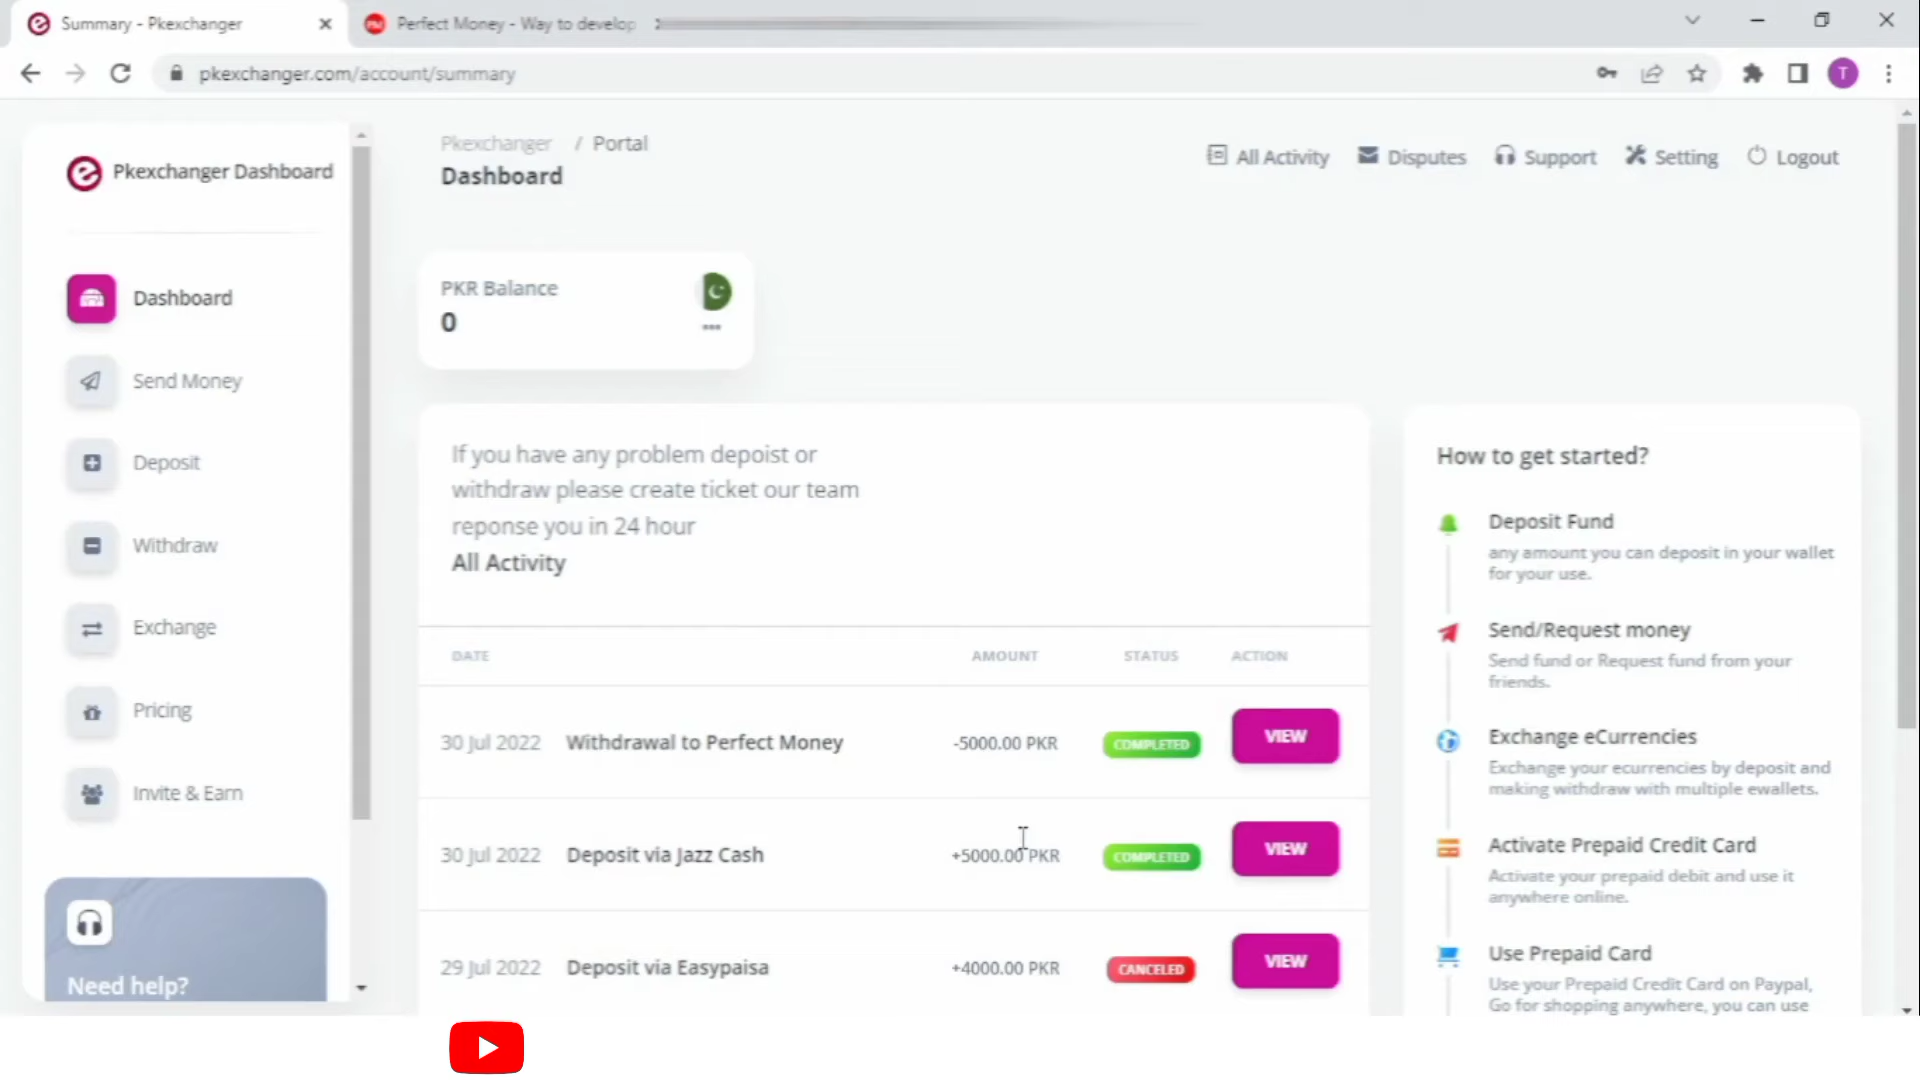 Summary - Pkexchanger
Perfect Money - Way to develop
pkexchanger.com/account/summary
T
Pkexchanger Dashboard
Dashboard
Send Money
Deposit
Withdraw
Exchange
Pricing
Invite & Earn
Need help?
Pkexchanger / Portal
Dashboard
All Activity
Disputes
Support
Setting
Logout
PKR Balance
0
If you have any problem depoist or
withdraw please create ticket our team
reponse you in 24 hour
All Activity
DATE AMOUNT STATUS ACTION
30 Jul 2022 Withdrawal to Perfect Money -5000.00 PKR COMPLETED VIEW
30 Jul 2022 Deposit via Jazz Cash +5000.00 PKR COMPLETED VIEW
29 Jul 2022 Deposit via Easypaisa +4000.00 PKR CANCELED VIEW
How to get started?
Deposit Fund
any amount you can deposit in your wallet
for your use.
Send/Request money
Send fund or Request fund from your
friends.
Exchange eCurrencies
Exchange your ecurrencies by deposit and
making withdraw with multiple ewallets.
Activate Prepaid Credit Card
Activate your prepaid debit and use it
anywhere online.
Use Prepaid Card
Use your Prepaid Credit Card on Paypal,
Go for shopping anywhere, you can use